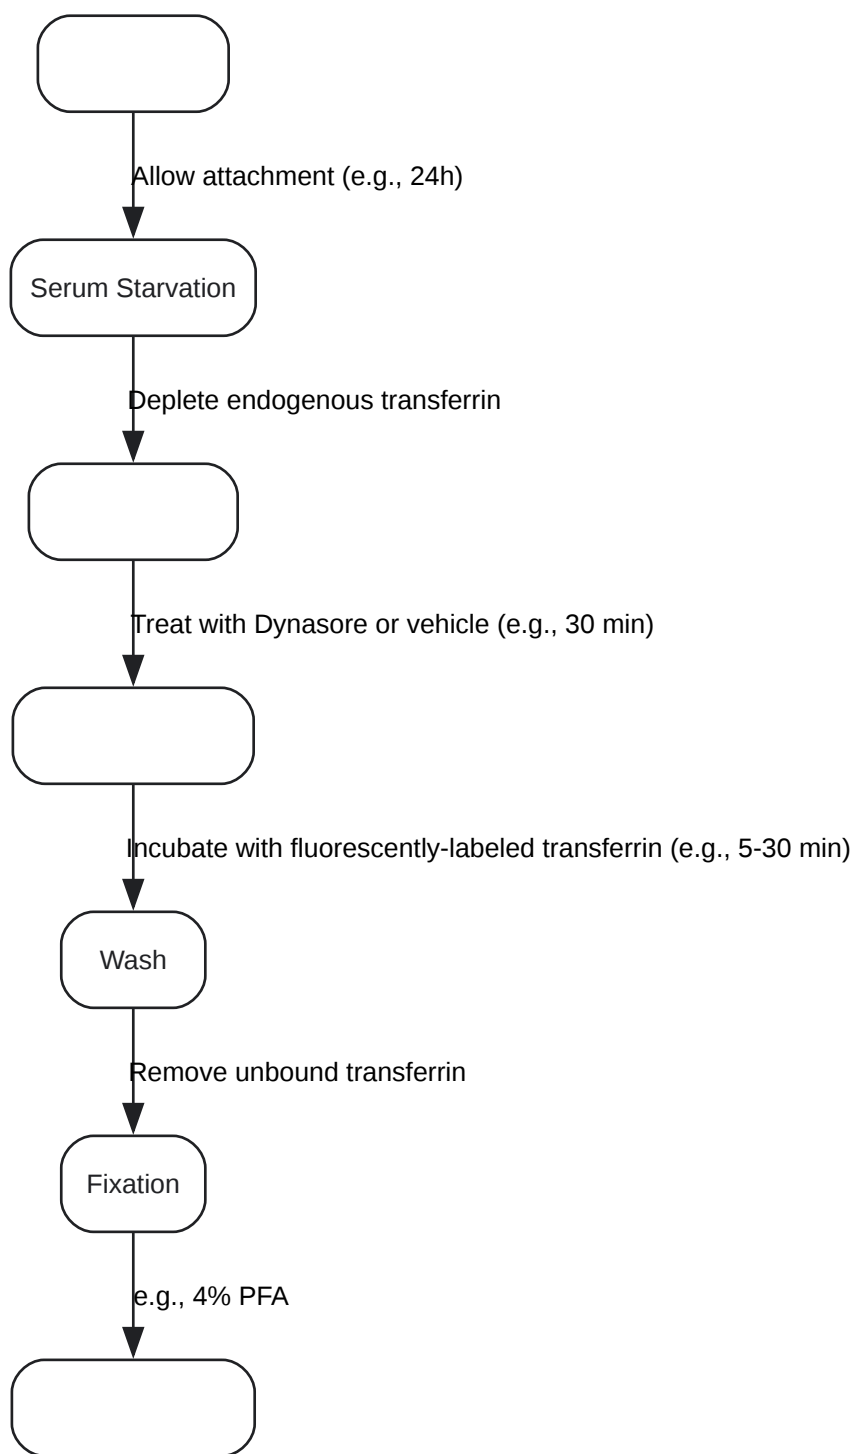 Allow attachment (e.g., 24h)
Serum Starvation
Deplete endogenous transferrin
Treat with Dynasore or vehicle (e.g., 30 min)
Incubate with fluorescently-labeled transferrin (e.g., 5-30 min)
Wash
Remove unbound transferrin
Fixation
e.g., 4% PFA